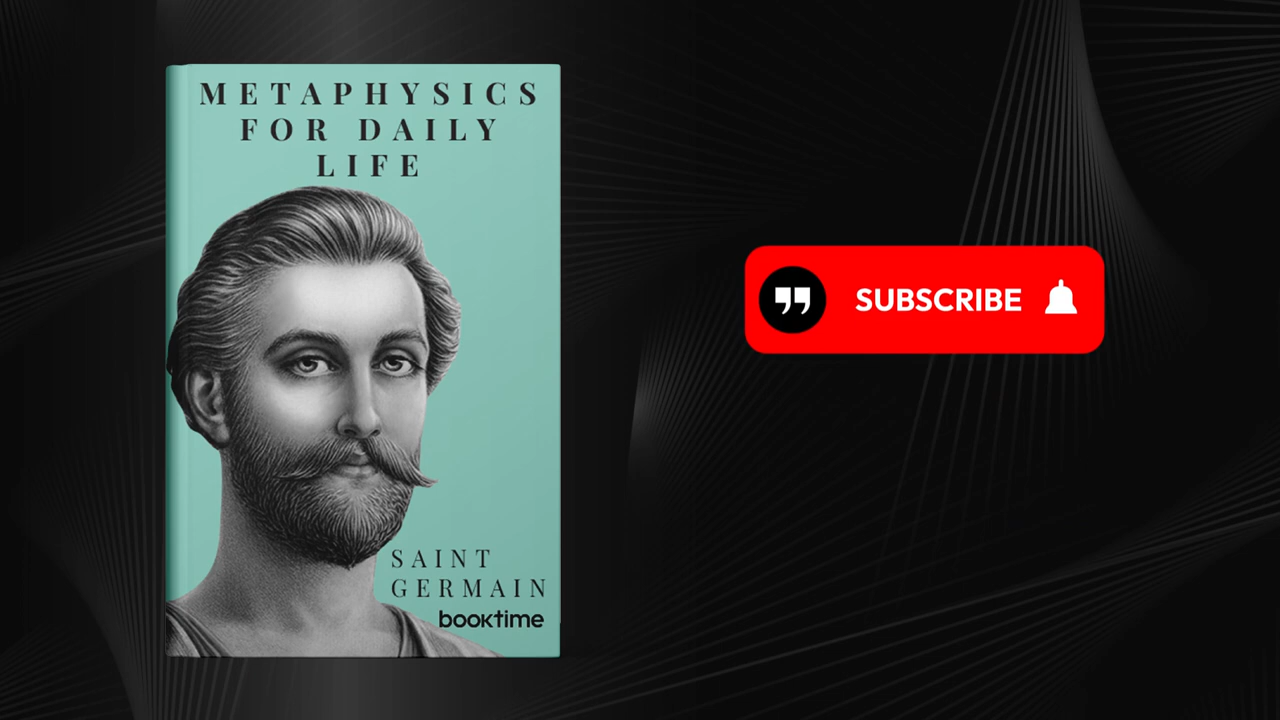 METAPHYSICS
FOR DAILY
LIFE
SAINT
GERMAIN
booktime
SUBSCRIBE